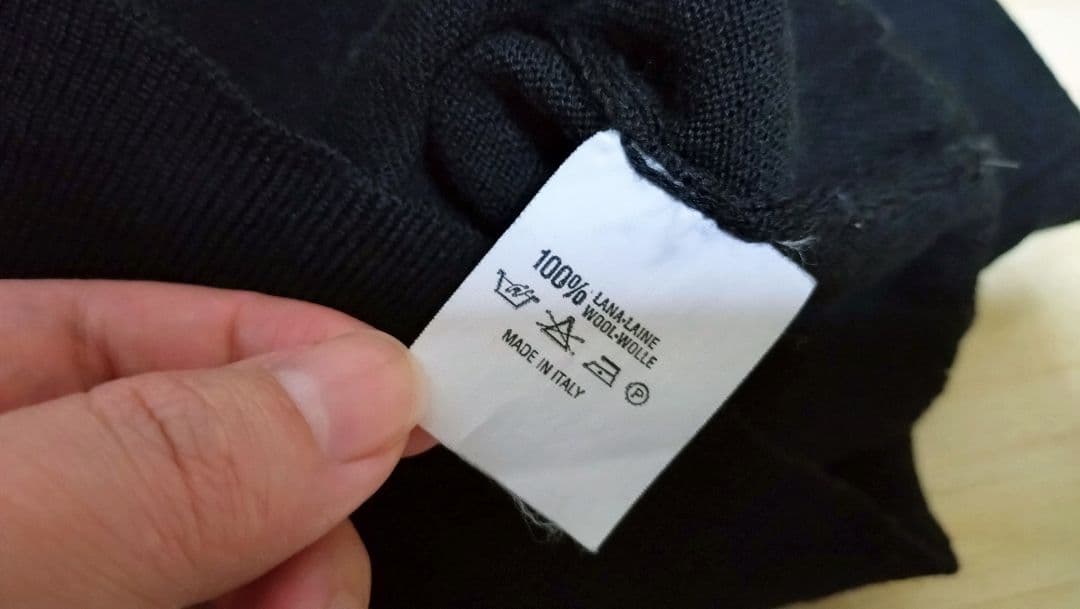 100% LANA·LAINE
WOOL·WOLLE
MADE IN ITALY
P